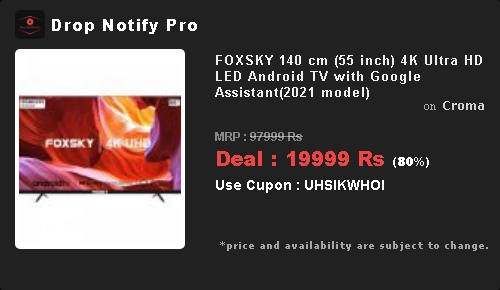 Drop Notify Pro
FOXSKY 140 cm (55 inch) 4K Ultra HD
LED Android TV with Google
Assistant(2021 model)
on Croma
FOXSKY 4K UHD
androidtv
MRP : 97999 Rs
Deal : 19999 Rs (80%)
Use Cupon : UHSIKWHOI
*price and availability are subject to change.